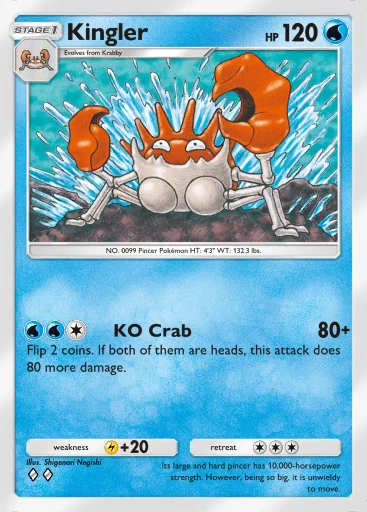 STAGE 1 Kingler HP 120
Evolves from Krabby
NO. 0099 Pincer Pokémon HT: 4'3" WT: 132.3 lbs.
KO Crab 80+
Flip 2 coins. If both of them are heads, this attack does
80 more damage.
weakness +20 retreat
Illus. Shigenori Negishi
Its large and hard pincer has 10,000-horsepower
strength. However, being so big, it is unwieldy
to move.